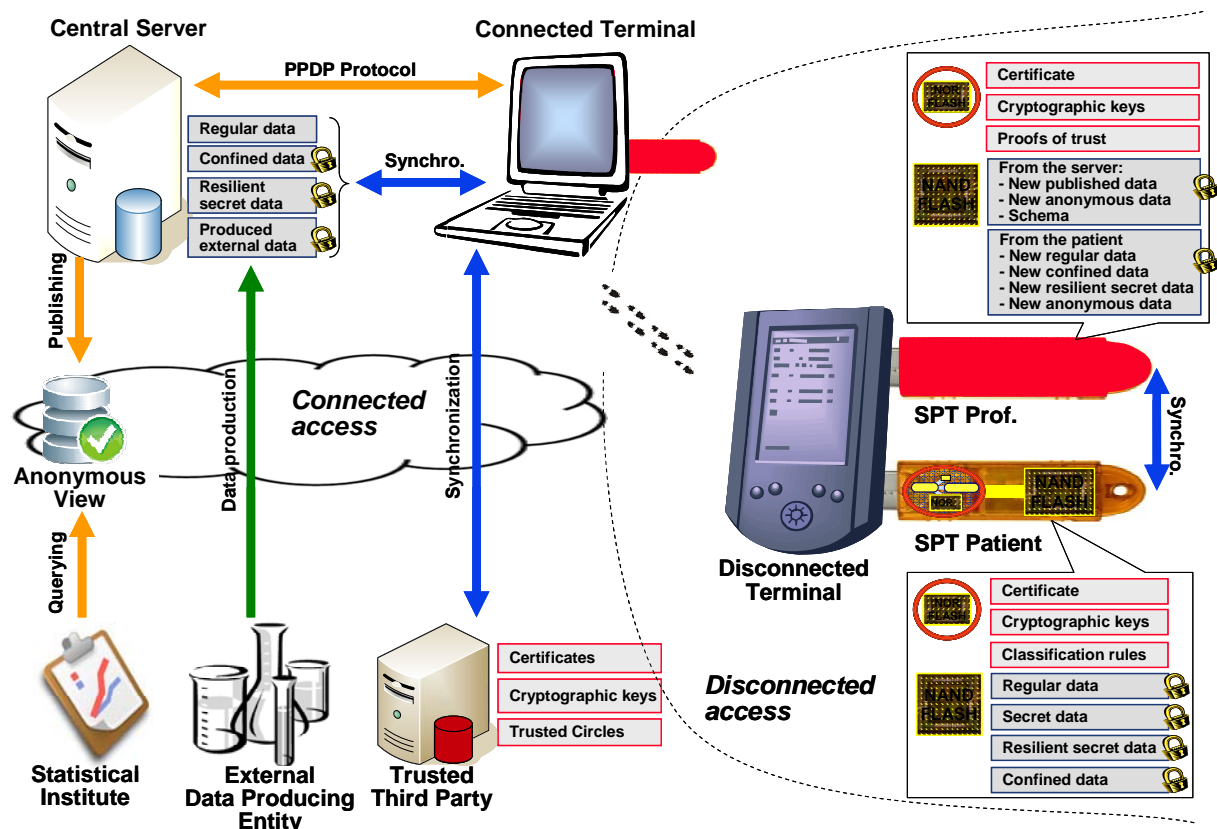 Central Server
Connected Terminal
PPDP Protocol
Regular data
Confined data
Resilient
secret data
Produced
external data
Synchro.
Publishing
Data production
Synchronization
Connected
access
Anonymous
View
Querying
Statistical
Institute
External
Data Producing
Entity
Trusted
Third Party
Certificates
Cryptographic keys
Trusted Circles
Disconnected
access
Disconnected
Terminal
NOR
FLASH
Certificate
Cryptographic keys
Proofs of trust
NAND
FLASH
From the server:
- New published data
- New anonymous data
- Schema
From the patient
- New regular data
- New confined data
- New resilient secret data
- New anonymous data
SPT Prof.
Synchro.
NOR
NAND
FLASH
SPT Patient
NOR
FLASH
Certificate
Cryptographic keys
Classification rules
NAND
FLASH
Regular data
Secret data
Resilient secret data
Confined data